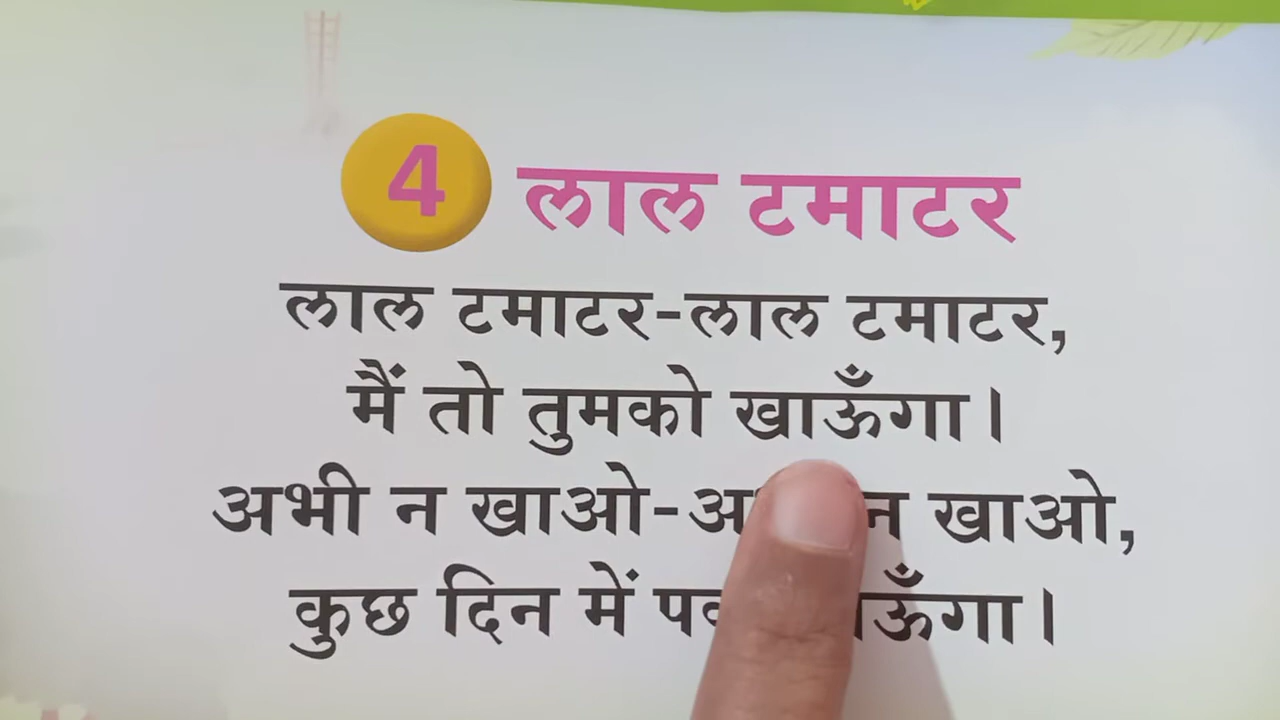 4 लाल टमाटर
लाल टमाटर-लाल टमाटर,
मैं तो तुमको खाऊँगा।
अभी न खाओ- न खाओ,
कुछ दिन में